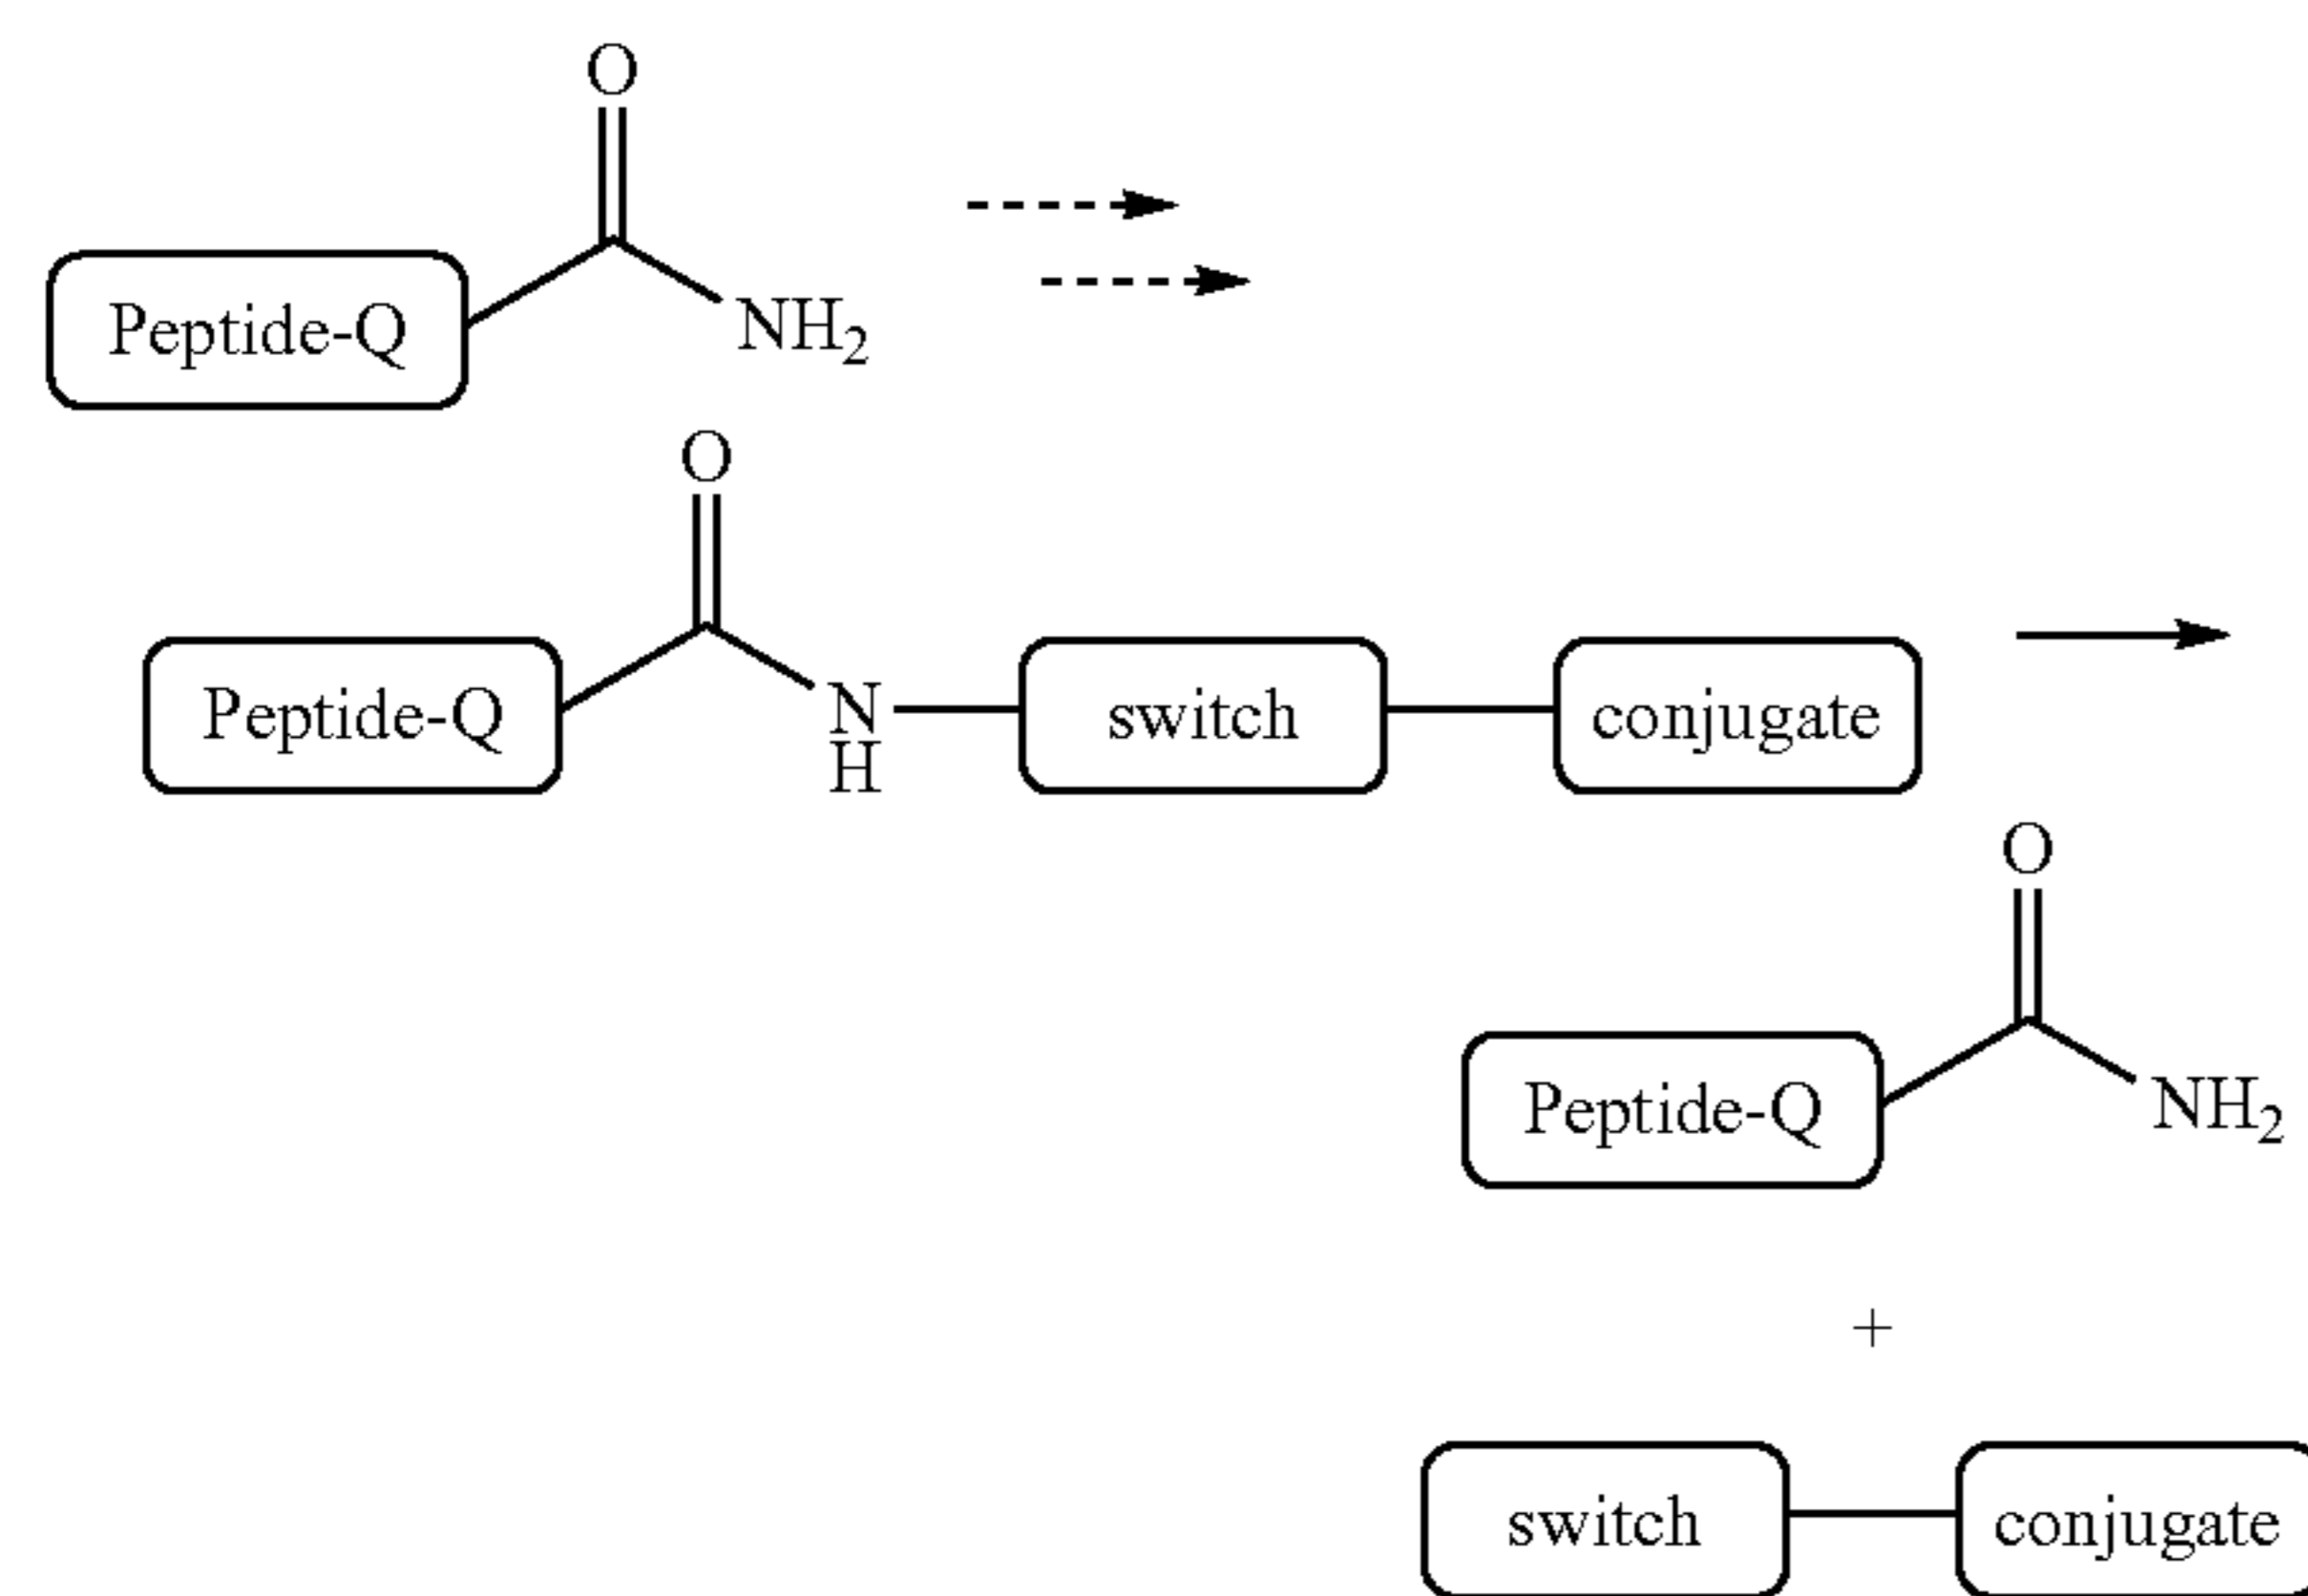 O
Peptide-Q NH2
O
Peptide-Q N
H switch conjugate
O
Peptide-Q NH2
+
switch conjugate